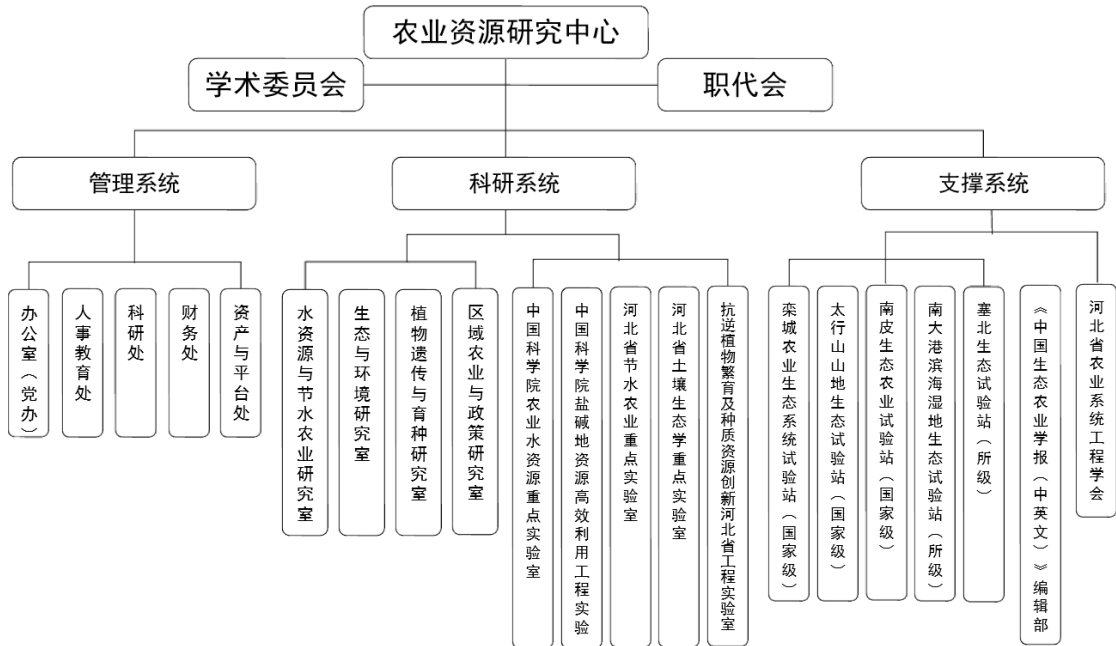 农业资源研究中心
学术委员会
职代会
管理系统
科研系统
支撑系统
办公室（党办）
人事教育处
科研处
财务处
资产与平台处
水资源与节水农业研究室
生态与环境研究室
植物遗传与育种研究室
区域农业与政策研究室
中国科学院农业水资源重点实验室
中国科学院盐碱地资源高效利用工程实验
河北省节水农业重点实验室
河北省土壤生态学重点实验室
抗逆植物繁育及种质资源创新河北省工程实验室
栾城农业生态系统试验站（国家级）
太行山山地生态试验站（国家级）
南皮生态农业试验站（国家级）
南大港滨海湿地生态试验站（所级）
塞北生态试验站（所级）
《中国生态农业学报（中英文）》编辑部
河北省农业系统工程学会